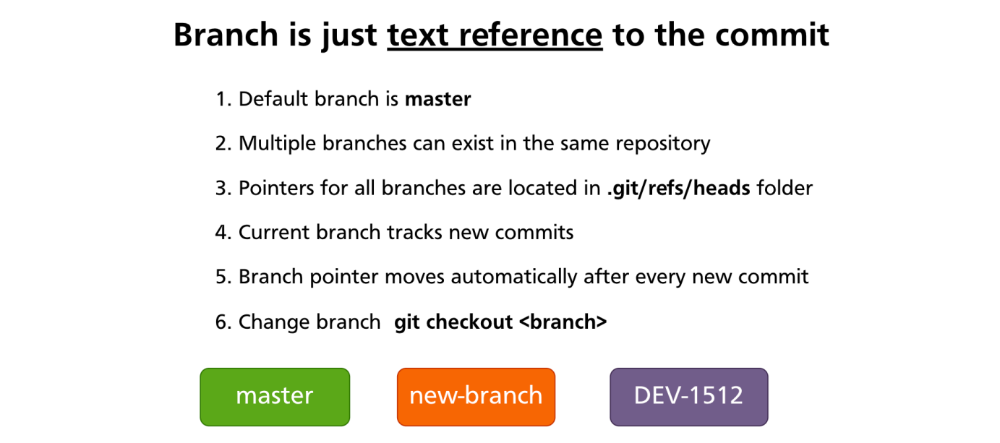 Branch is just text reference to the commit
1. Default branch is master
2. Multiple branches can exist in the same repository
3. Pointers for all branches are located in .git/refs/heads folder
4. Current branch tracks new commits
5. Branch pointer moves automatically after every new commit
6. Change branch git checkout <branch>
master
new-branch
DEV-1512